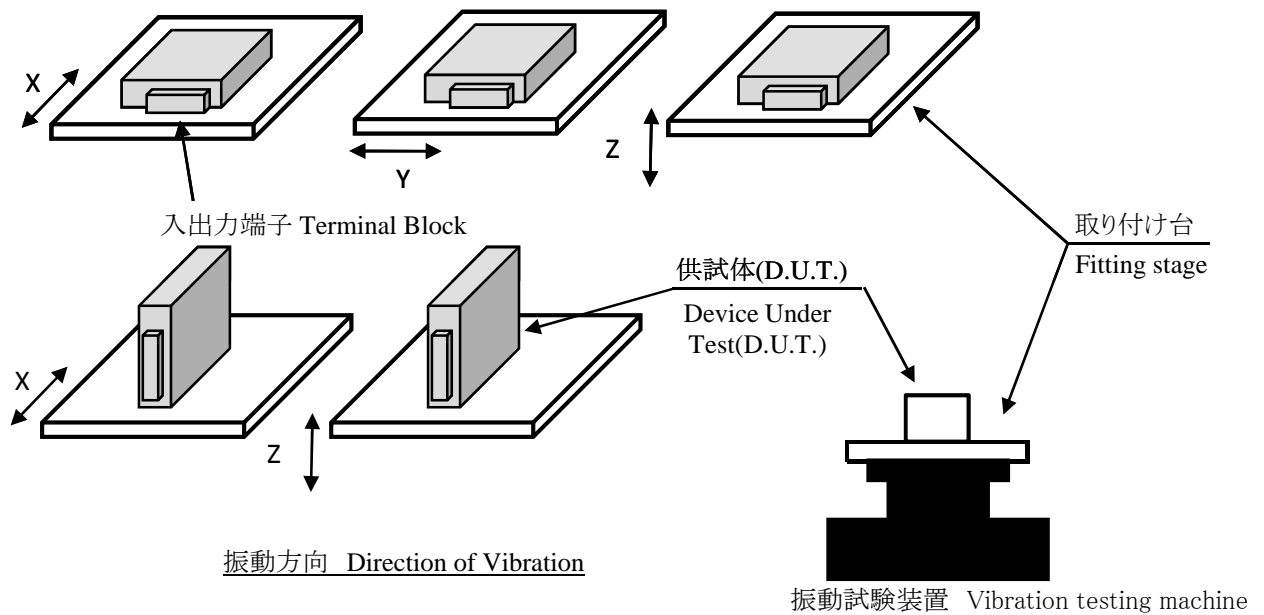 X
Y
Z
入出力端子 Terminal Block
取り付け台
Fitting stage
供試体(D.U.T.)
Device Under
Test(D.U.T.)
X
Z
振動方向 Direction of Vibration
振動試験装置 Vibration testing machine